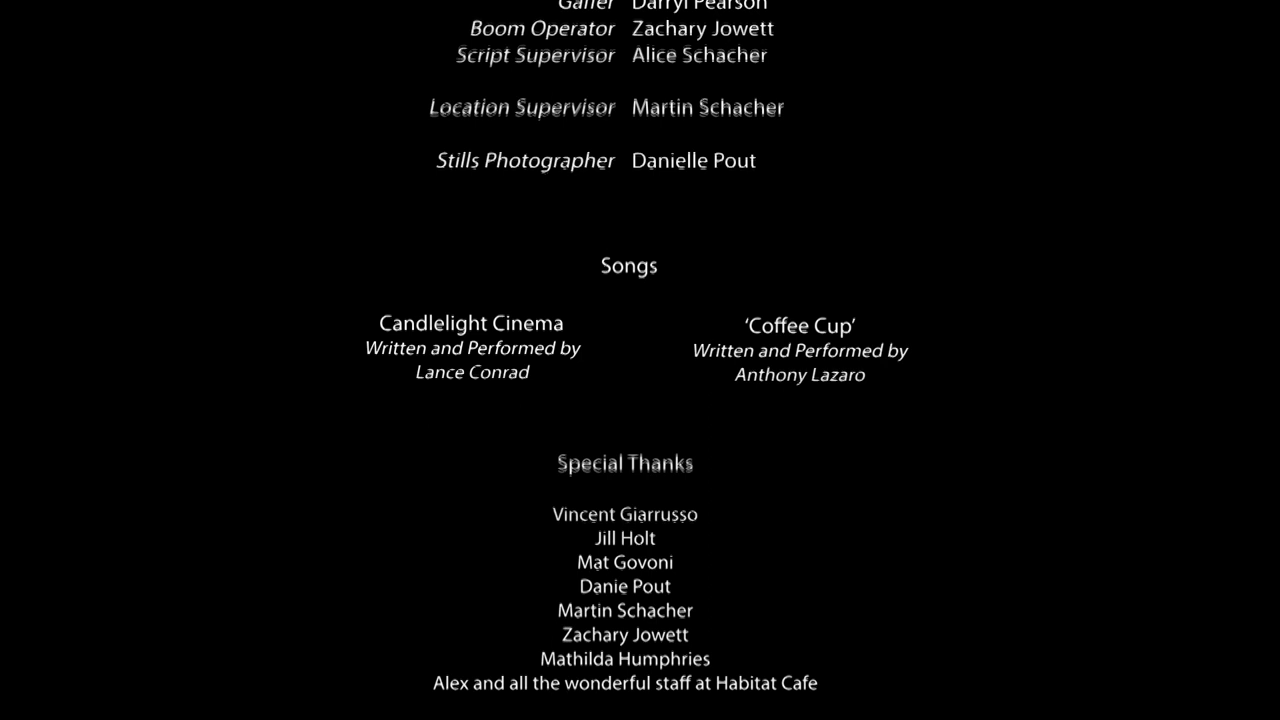 Gaffer Darryl Pearson
Boom Operator Zachary Jowett
Script Supervisor Alice Schacher
Location Supervisor Martin Schacher
Stills Photographer Danielle Pout
Songs
Candlelight Cinema
Written and Performed by
Lance Conrad
‘Coffee Cup’
Written and Performed by
Anthony Lazaro
Special Thanks
Vincent Giarrusso
Jill Holt
Mat Govoni
Danie Pout
Martin Schacher
Zachary Jowett
Mathilda Humphries
Alex and all the wonderful staff at Habitat Cafe